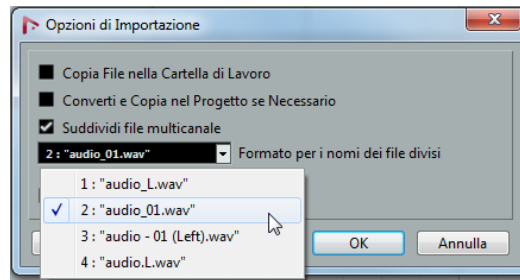 Opzioni di Importazione
Copia File nella Cartella di Lavoro
Converti e Copia nel Progetto se Necessario
Suddividi file multicanale
2 : "audio_01.wav" Formato per i nomi dei file divisi
1 : "audio_L.wav"
2 : "audio_01.wav"
3 : "audio - 01 (Left).wav"
4 : "audio.L.wav"
OK Annulla